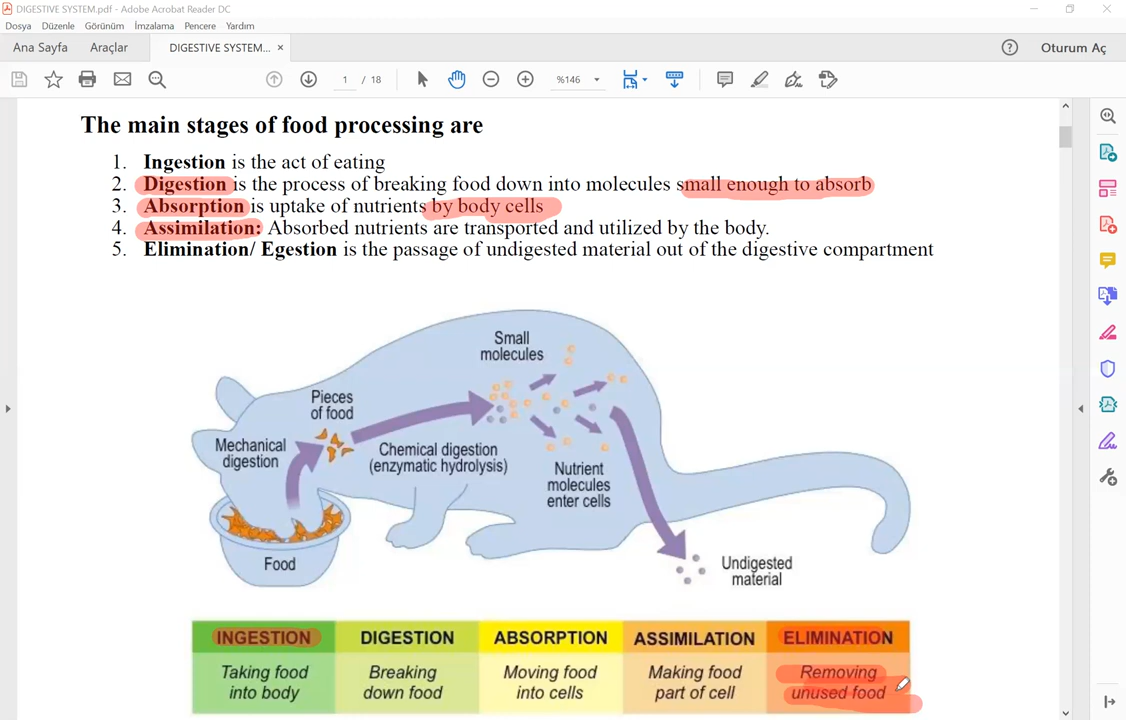 DIGESTIVE SYSTEM.pdf - Adobe Acrobat Reader DC
Dosya Düzenle Görünüm İmzalama Pencere Yardım
Ana Sayfa Araçlar DIGESTIVE SYSTEM... × ? Oturum Aç
1 / 18 %146
The main stages of food processing are
1. Ingestion is the act of eating
2. Digestion is the process of breaking food down into molecules small enough to absorb
3. Absorption is uptake of nutrients by body cells
4. Assimilation: Absorbed nutrients are transported and utilized by the body.
5. Elimination/ Egestion is the passage of undigested material out of the digestive compartment
Small
molecules
Pieces
of food
Mechanical
digestion
Chemical digestion
(enzymatic hydrolysis)
Nutrient
molecules
enter cells
Food
Undigested
material
INGESTION DIGESTION ABSORPTION ASSIMILATION ELIMINATION
Taking food Breaking Moving food Making food Removing
into body down food into cells part of cell unused food